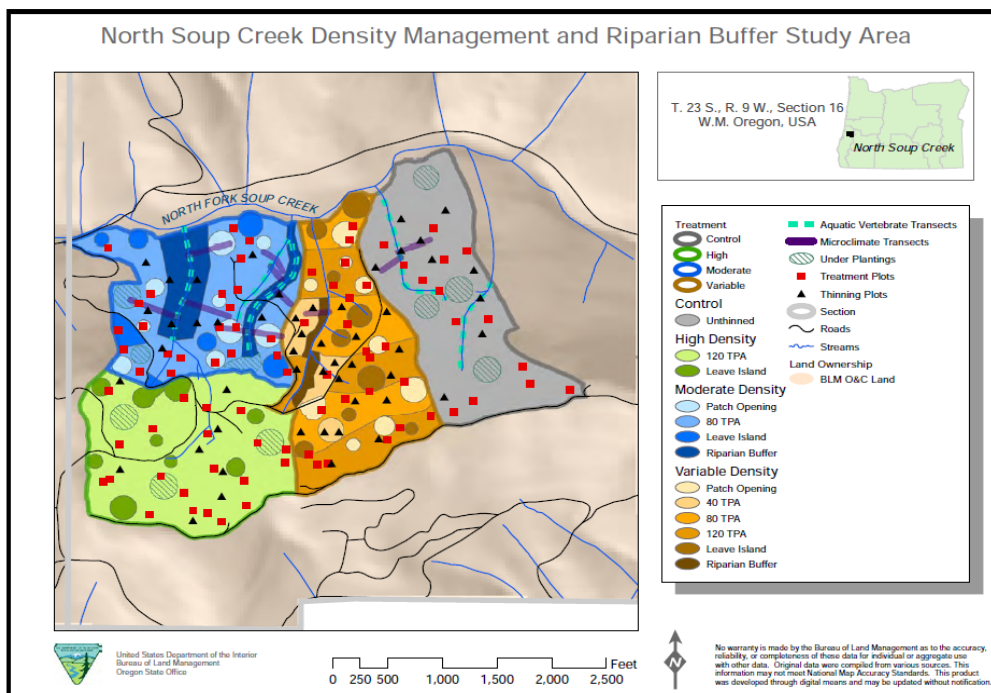 North Soup Creek Density Management and Riparian Buffer Study Area
T. 23 S., R. 9 W., Section 16
W.M. Oregon, USA
North Soup Creek
NORTH FORK SOUP CREEK
Treatment
Control
High
Moderate
Variable
Control
Unthinned
High Density
120 TPA
Leave Island
Moderate Density
Patch Opening
80 TPA
Leave Island
Riparian Buffer
Variable Density
Patch Opening
40 TPA
80 TPA
120 TPA
Leave Island
Riparian Buffer
Aquatic Vertebrate Transects
Microclimate Transects
Under Plantings
Treatment Plots
Thinning Plots
Section
Roads
Streams
Land Ownership
BLM O&C Land
United States Department of the Interior
Bureau of Land Management
Oregon State Office
Feet
0 250 500 1,000 1,500 2,000 2,500
N
No warranty is made by the Bureau of Land Management as to the accuracy,
reliability, or completeness of these data for individual or aggregate use
with other data. Original data were compiled from various sources. This
information may not meet National Map Accuracy Standards. This product
was developed through digital means and may be updated without notification.